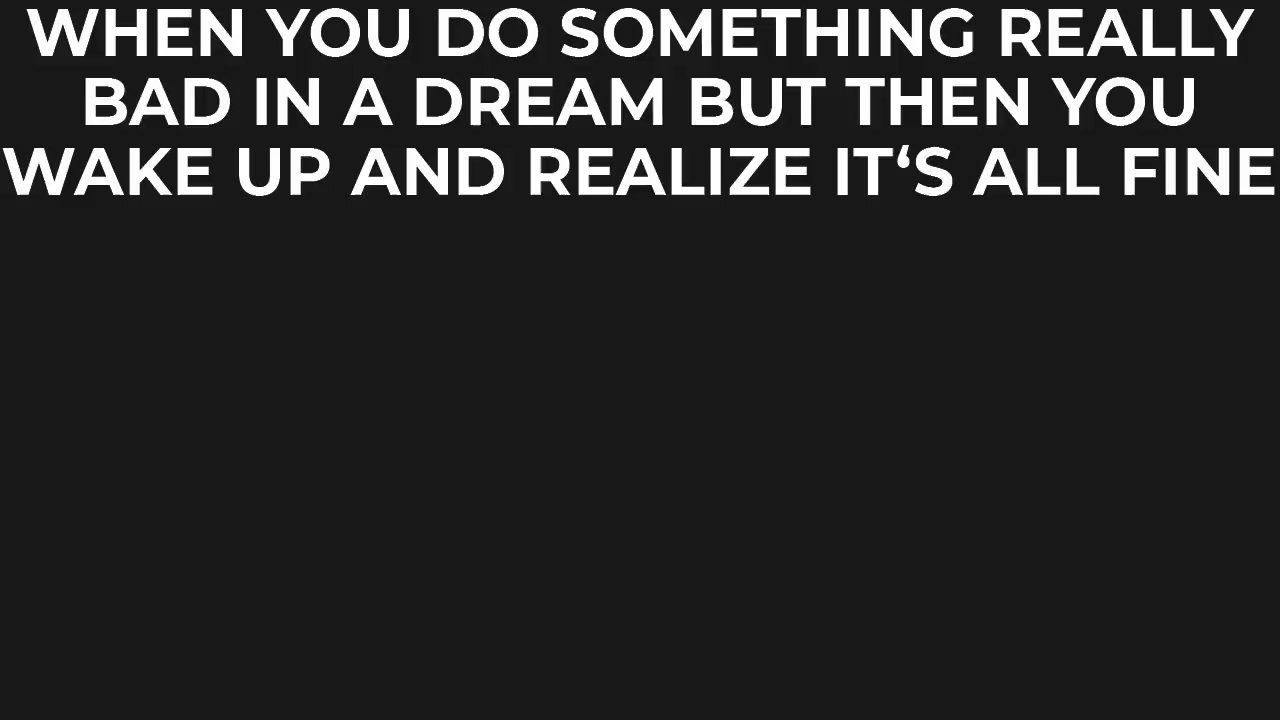 WHEN YOU DO SOMETHING REALLY
BAD IN A DREAM BUT THEN YOU
WAKE UP AND REALIZE IT‘S ALL FINE